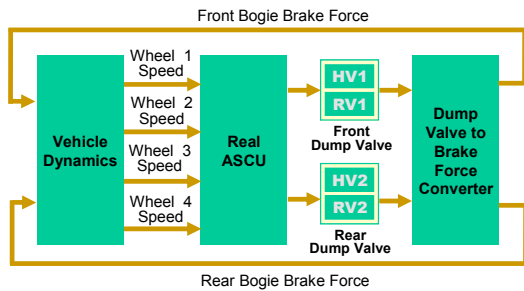 Front Bogie Brake Force
Wheel 1
Speed
Wheel 2
Speed
Wheel 3
Speed
Wheel 4
Speed
Vehicle
Dynamics
Real
ASCU
HV1
RV1
Front
Dump Valve
HV2
RV2
Rear
Dump Valve
Dump
Valve to
Brake
Force
Converter
Rear Bogie Brake Force